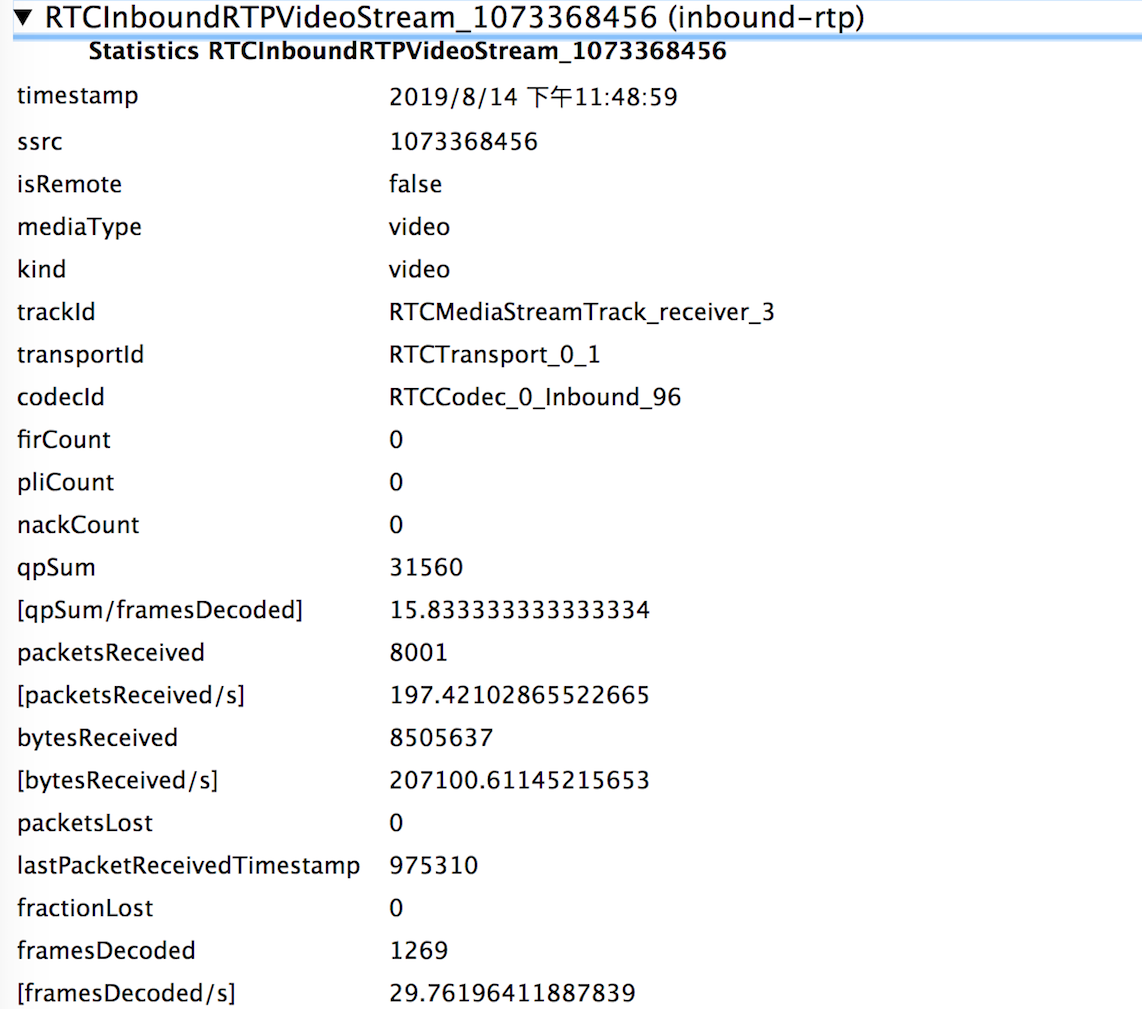 ▼ RTCInboundRTPVideoStream_1073368456 (inbound-rtp)
Statistics RTCInboundRTPVideoStream_1073368456
timestamp 2019/8/14 下午11:48:59
ssrc 1073368456
isRemote false
mediaType video
kind video
trackId RTCMediaStreamTrack_receiver_3
transportId RTCTransport_0_1
codecId RTCCodec_0_Inbound_96
firCount 0
pliCount 0
nackCount 0
qpSum 31560
[qpSum/framesDecoded] 15.833333333333334
packetsReceived 8001
[packetsReceived/s] 197.42102865522665
bytesReceived 8505637
[bytesReceived/s] 207100.61145215653
packetsLost 0
lastPacketReceivedTimestamp 975310
fractionLost 0
framesDecoded 1269
[framesDecoded/s] 29.76196411887839